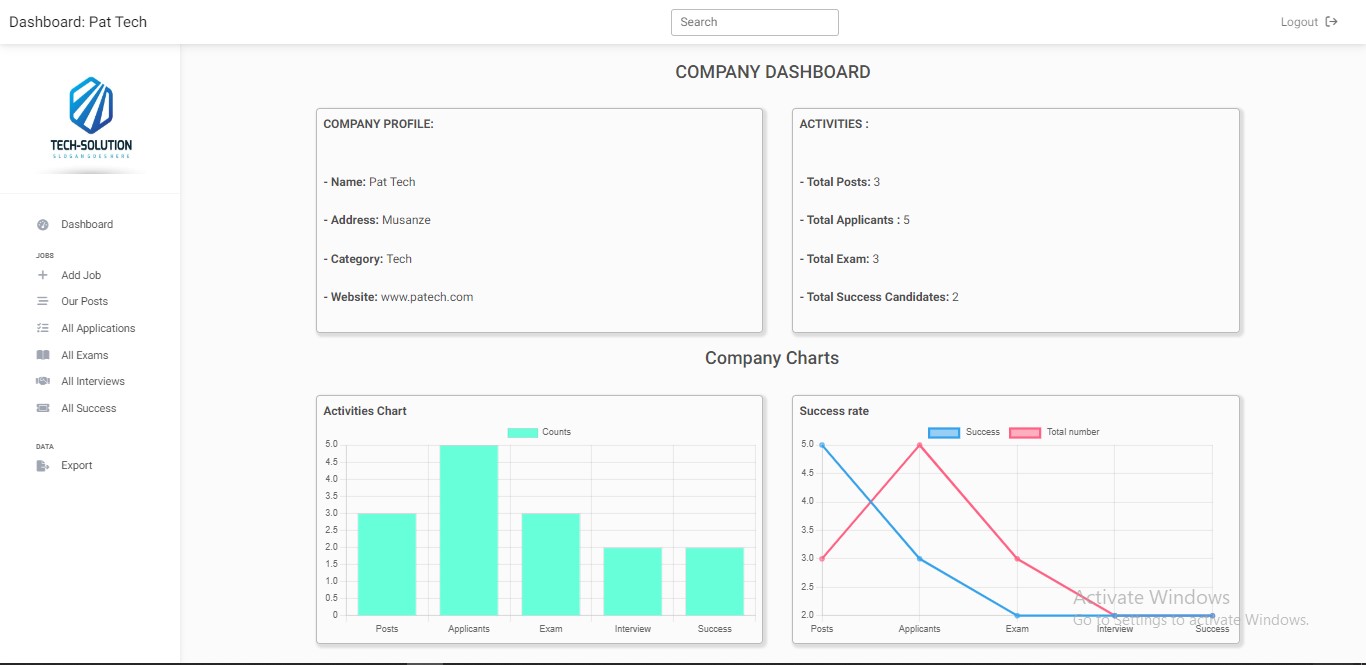 Dashboard: Pat Tech
Search
Logout
TECH-SOLUTION
SLOGAN GOES HERE
Dashboard
JOBS
Add Job
Our Posts
All Applications
All Exams
All Interviews
All Success
DATA
Export
COMPANY DASHBOARD
COMPANY PROFILE:
- Name: Pat Tech
- Address: Musanze
- Category: Tech
- Website: www.patech.com
ACTIVITIES :
- Total Posts: 3
- Total Applicants : 5
- Total Exam: 3
- Total Success Candidates: 2
Company Charts
Activities Chart
Counts
5.0
4.5
4.0
3.5
3.0
2.5
2.0
1.5
1.0
0.5
0
Posts Applicants Exam Interview Success
Success rate
Success Total number
5.0
4.5
4.0
3.5
3.0
2.5
2.0
Posts Applicants Exam Interview Success
Activate Windows
Go to Settings to activate Windows.